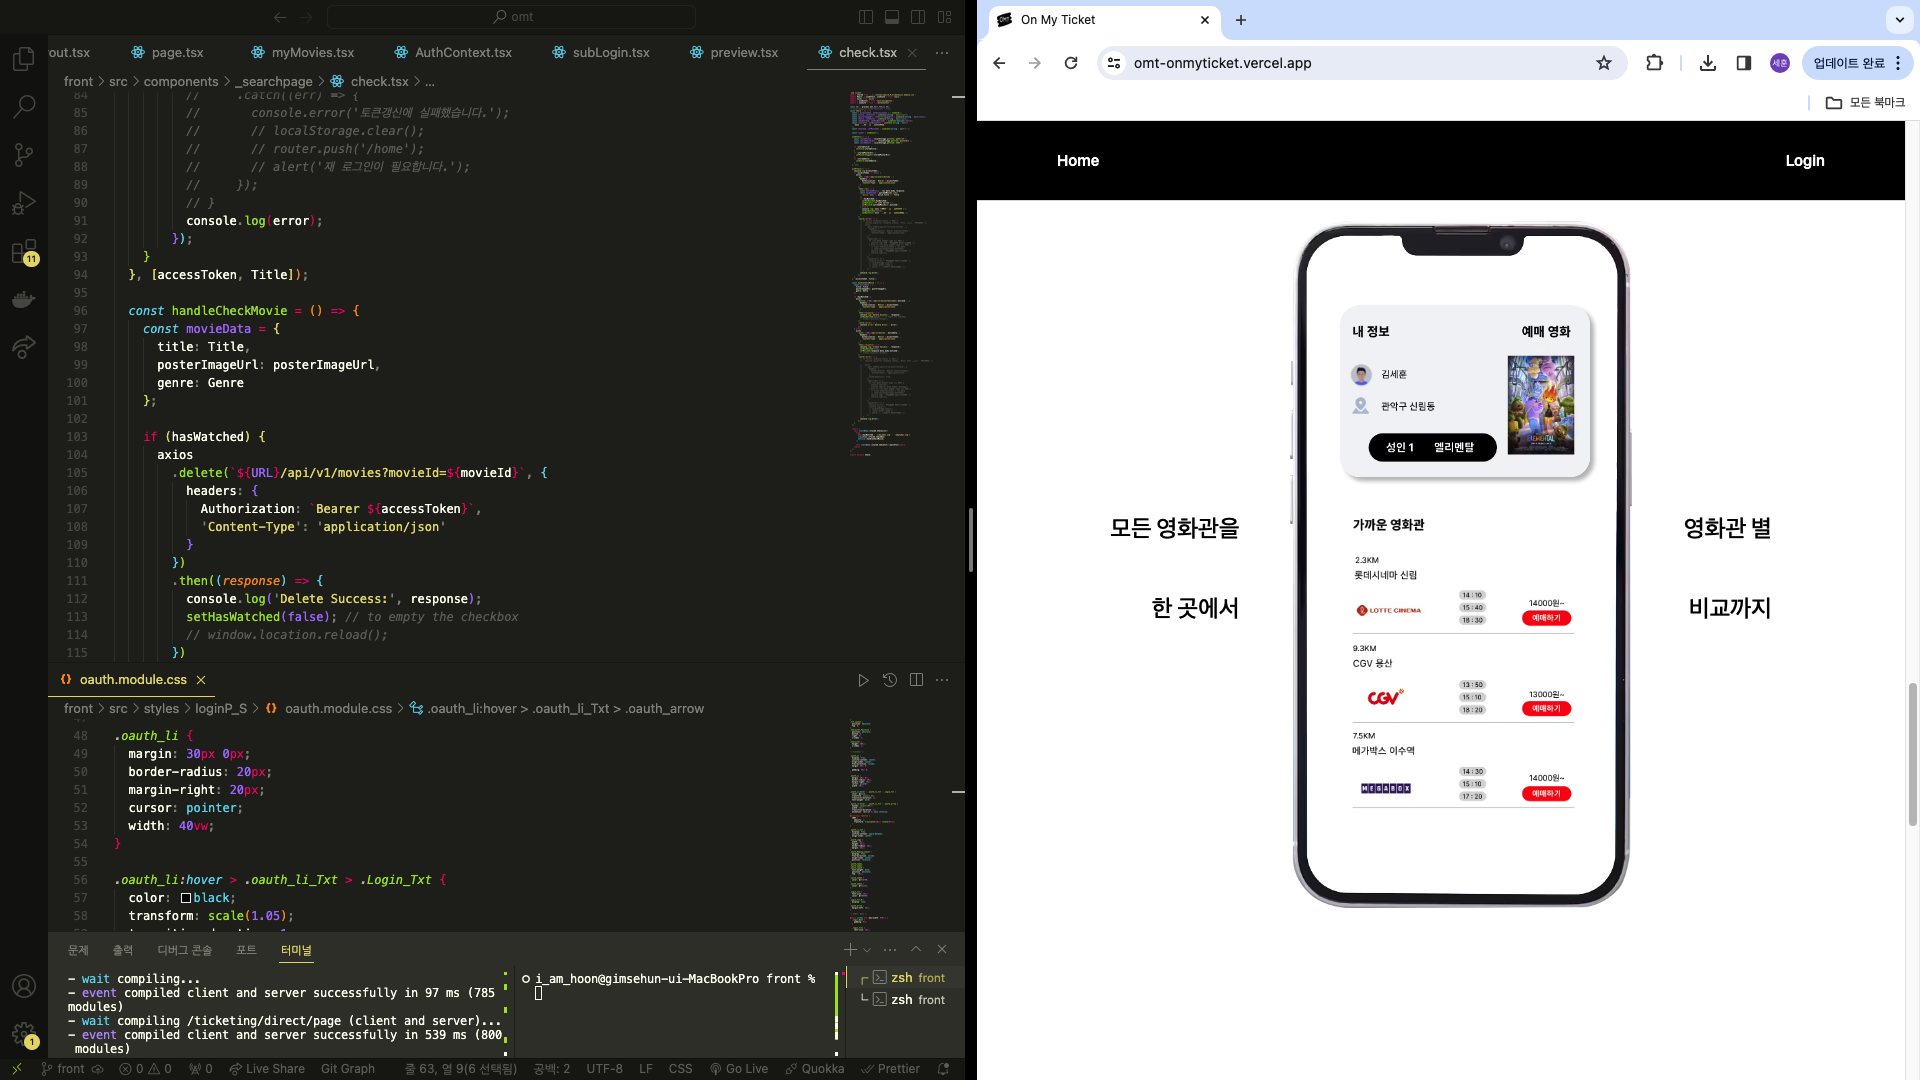 omt
out.tsx
page.tsx
myMovies.tsx
AuthContext.tsx
subLogin.tsx
preview.tsx
check.tsx
front > src > components > _searchpage > check.tsx > ...
84 // .catch((err) => {
85 // console.error('토큰갱신에 실패했습니다.');
86 // // localStorage.clear();
87 // // router.push('/home');
88 // // alert('재 로그인이 필요합니다.');
89 // });
90 // }
91 console.log(error);
92 });
93 }
94 }, [accessToken, Title]);
95
96 const handleCheckMovie = () => {
97 const movieData = {
98 title: Title,
99 posterImageUrl: posterImageUrl,
100 genre: Genre
101 };
102
103 if (hasWatched) {
104 axios
105 .delete(`${URL}/api/v1/movies?movieId=${movieId}`, {
106 headers: {
107 Authorization: `Bearer ${accessToken}`,
108 'Content-Type': 'application/json'
109 }
110 })
111 .then((response) => {
112 console.log('Delete Success:', response);
113 setHasWatched(false); // to empty the checkbox
114 // window.location.reload();
115 })
oauth.module.css
front > src > styles > loginP_S > oauth.module.css > .oauth_li:hover > .oauth_li_Txt > .oauth_arrow
48 .oauth_li {
49 margin: 30px 0px;
50 border-radius: 20px;
51 margin-right: 20px;
52 cursor: pointer;
53 width: 40vw;
54 }
55
56 .oauth_li:hover > .oauth_li_Txt > .Login_Txt {
57 color: black;
58 transform: scale(1.05);
문제 출력 디버그 콘솔 포트 터미널
- wait compiling...
- event compiled client and server successfully in 97 ms (785
modules)
- wait compiling /ticketing/direct/page (client and server)...
- event compiled client and server successfully in 539 ms (800
modules)
i_am_hoon@gimsehun-ui-MacBookPro front %
zsh front
zsh front
11
1
front 0 0 0 Live Share Git Graph 줄 63, 열 9(6 선택됨) 공백: 2 UTF-8 LF CSS Go Live Quokka Prettier
On My Ticket
omt-onmyticket.vercel.app
세훈
업데이트 완료
모든 북마크
Home
Login
모든 영화관을
한 곳에서
내 정보
예매 영화
김세훈
관악구 신림동
ELEMENTAL
성인 1 엘리멘탈
가까운 영화관
2.3KM
롯데시네마 신림
LOTTE CINEMA
14 : 10
15 : 40
18 : 30
14000원~
예매하기
9.3KM
CGV 용산
CGV
13 : 50
15 : 10
18 : 20
13000원~
예매하기
7.5KM
메가박스 이수역
MEGABOX
14 : 30
15 : 10
17 : 20
14000원~
예매하기
영화관 별
비교까지